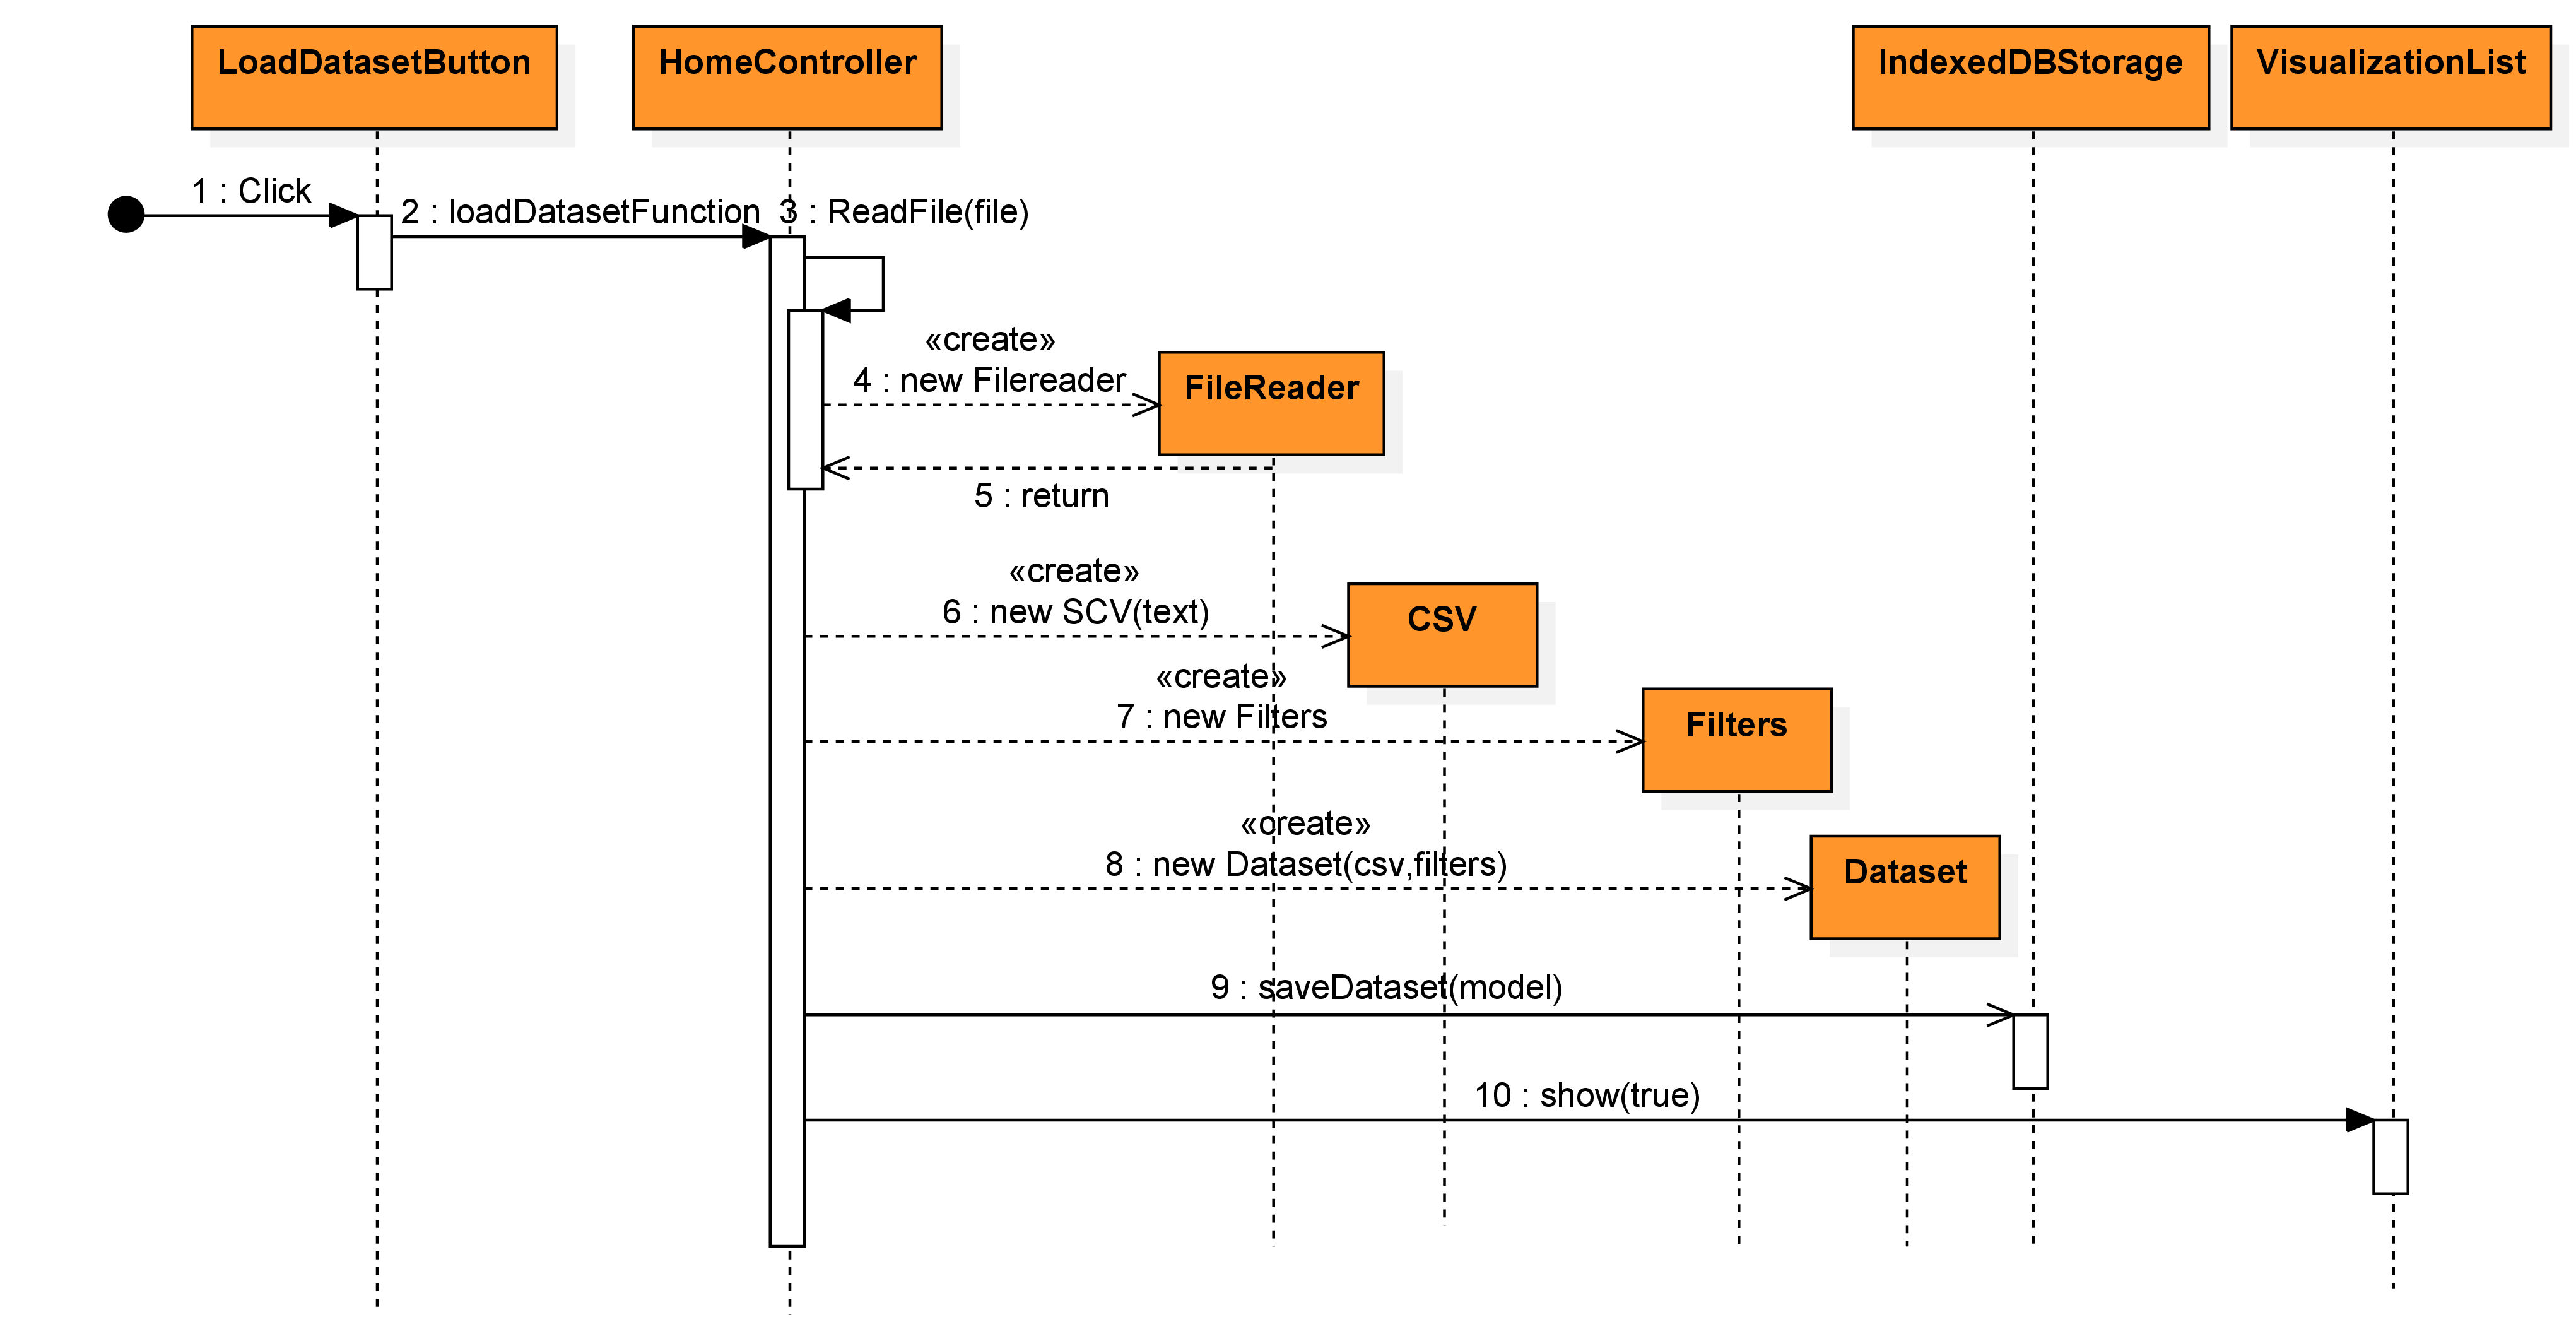 LoadDatasetButton
HomeController
IndexedDBStorage
VisualizationList
1 : Click
2 : loadDatasetFunction
3 : ReadFile(file)
«create»
4 : new Filereader
FileReader
5 : return
«create»
6 : new SCV(text)
CSV
«create»
7 : new Filters
Filters
«create»
8 : new Dataset(csv,filters)
Dataset
9 : saveDataset(model)
10 : show(true)